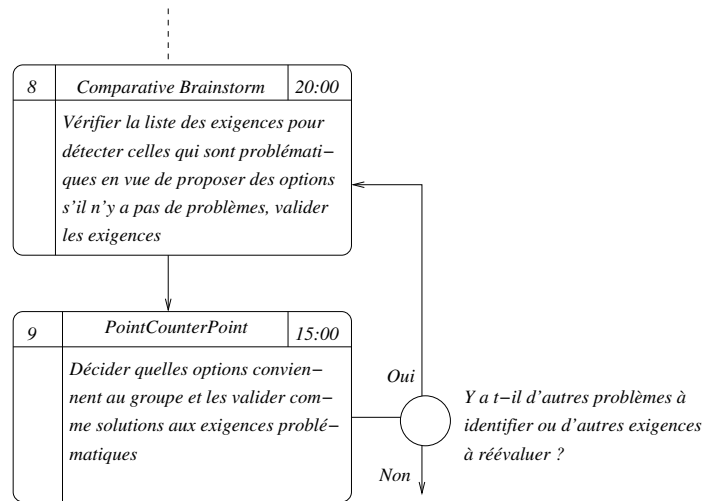 8 Comparative Brainstorm 20:00
Vérifier la liste des exigences pour
détecter celles qui sont problémati−
ques en vue de proposer des options
s'il n'y a pas de problèmes, valider
les exigences
9 PointCounterPoint 15:00
Décider quelles options convien−
nent au groupe et les valider com−
me solutions aux exigences problé−
matiques
Oui
Y a t−il d'autres problèmes à
identifier ou d'autres exigences
à réévaluer ?
Non